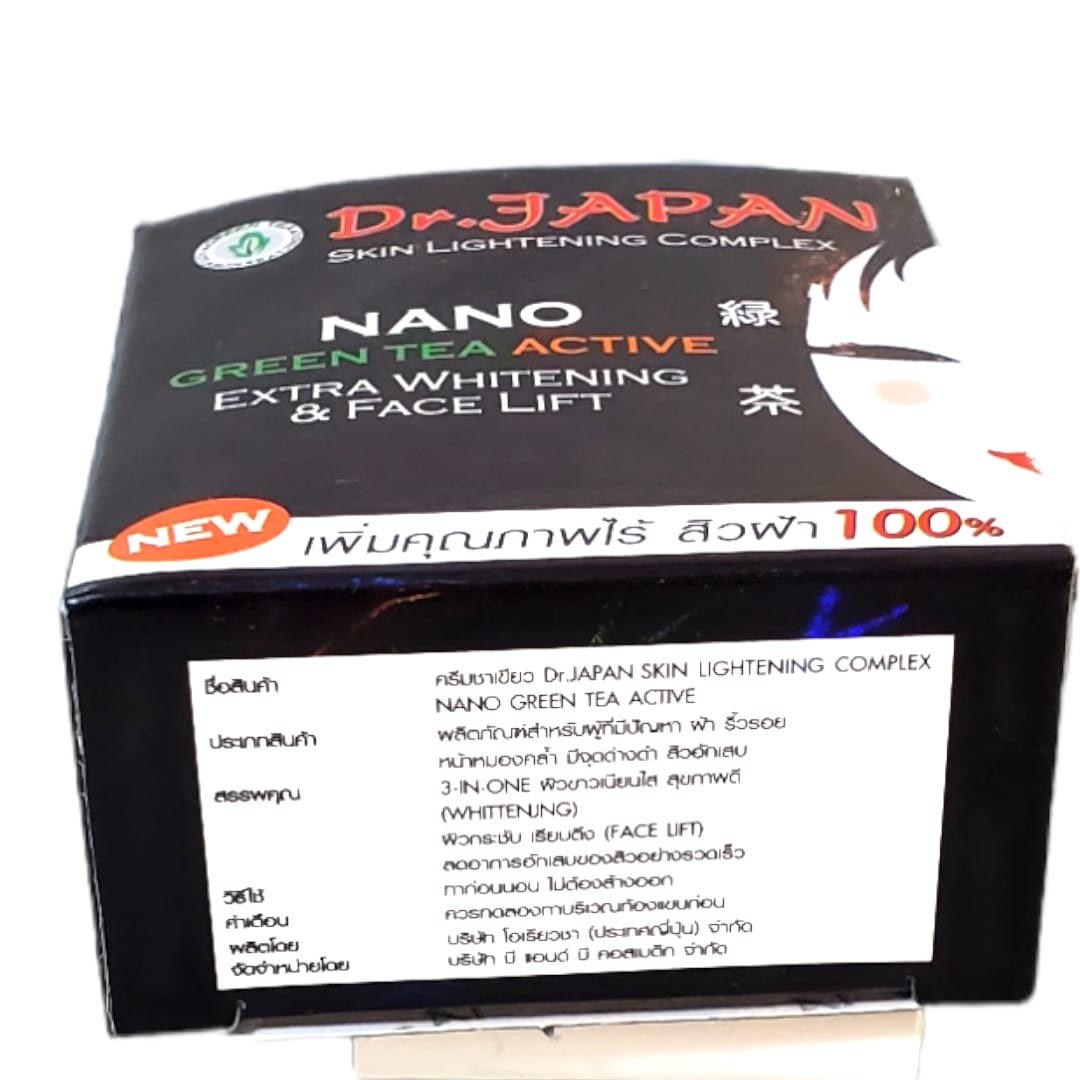 Dr.JAPAN
SKIN LIGHTENING COMPLEX
NANO
GREEN TEA ACTIVE
EXTRA WHITENING
& FACE LIFT
緑
茶
NEW เพิ่มคุณภาพไร้ สิวฝ้า 100%
ชื่อสินค้า ครีมชาเขียว Dr.JAPAN SKIN LIGHTENING COMPLEX
NANO GREEN TEA ACTIVE
ประเภทสินค้า ผลิตภัณฑ์สำหรับผู้ที่มีปัญหา ฝ้า ริ้วรอย
หน้าหมองคล้ำ มีจุดด่างดำ สิวอักเสบ
สรรพคุณ 3-IN-ONE ผิวขาวเนียนใส สุขภาพดี
(WHITTENJNG)
ผิวกระชับ เรียบตึง (FACE LIFT)
ลดอาการอักเสบของสิวอย่างรวดเร็ว
วิธีใช้ ทาก่อนนอน ไม่ต้องล้างออก
คำเตือน ควรทดลองทาบริเวณท้องแขนก่อน
ผลิตโดย บริษัท โอเรียวชา (ประเทศญี่ปุ่น) จำกัด
จัดจำหน่ายโดย บริษัท บี แอนด์ บี คอสเมติก จำกัด